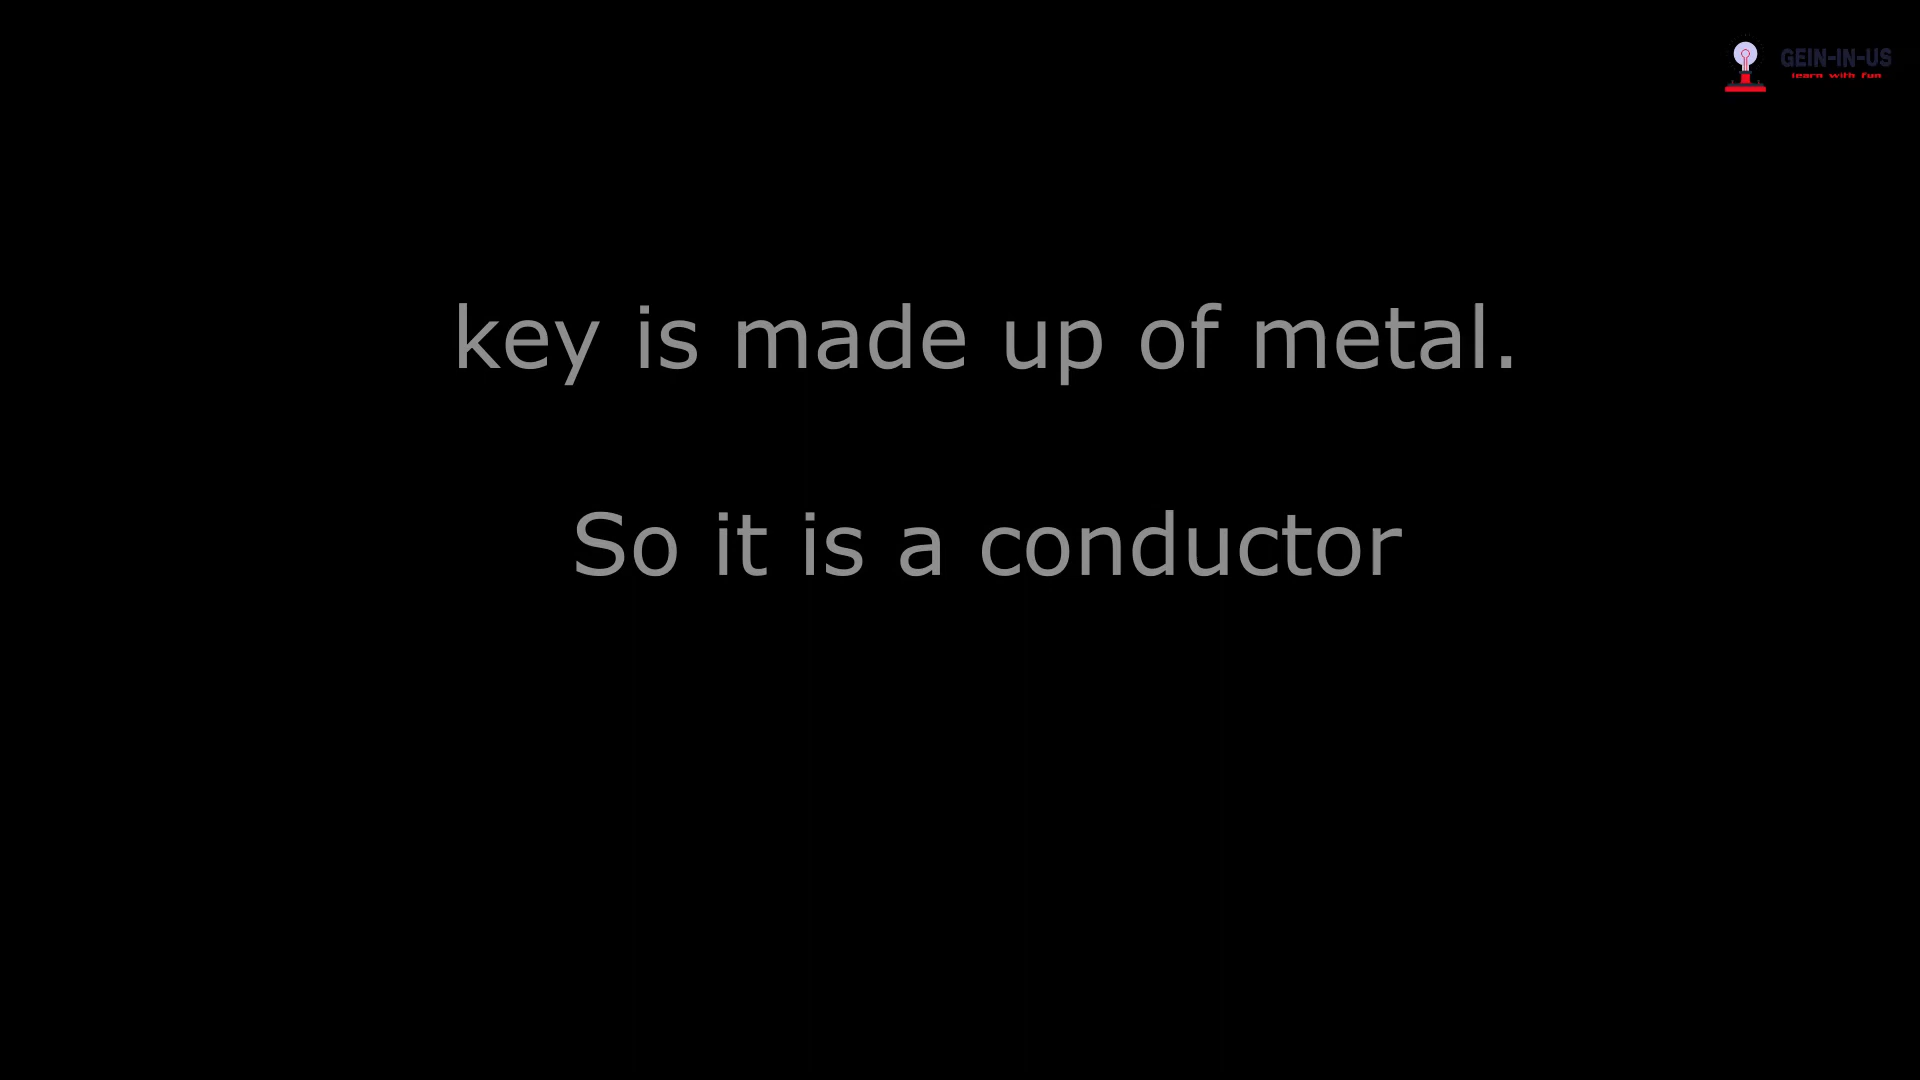 GEIN-IN-US
learn with fun
key is made up of metal.
So it is a conductor